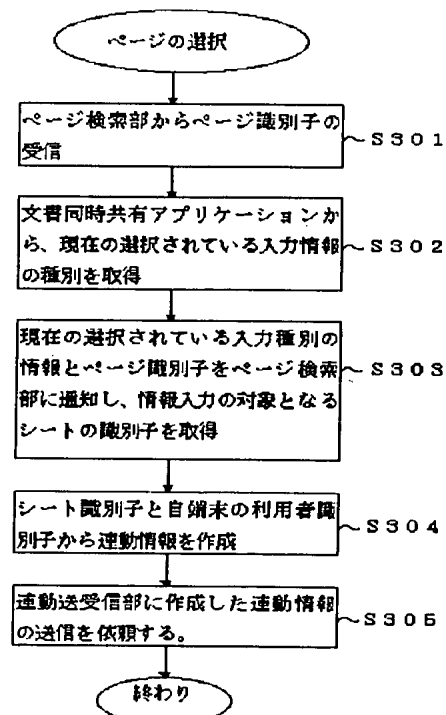 ページの選択
ページ検索部からページ識別子の
受信
S301
文書同時共有アプリケーションか
ら、現在の選択されている入力情報
の種別を取得
S302
現在の選択されている入力種別の
情報とページ識別子をページ検索
部に通知し、情報入力の対象となる
シートの識別子を取得
S303
シート識別子と自端末の利用者識
別子から連動情報を作成
S304
連動送受信部に作成した連動情報
の送信を依頼する。
S305
終わり